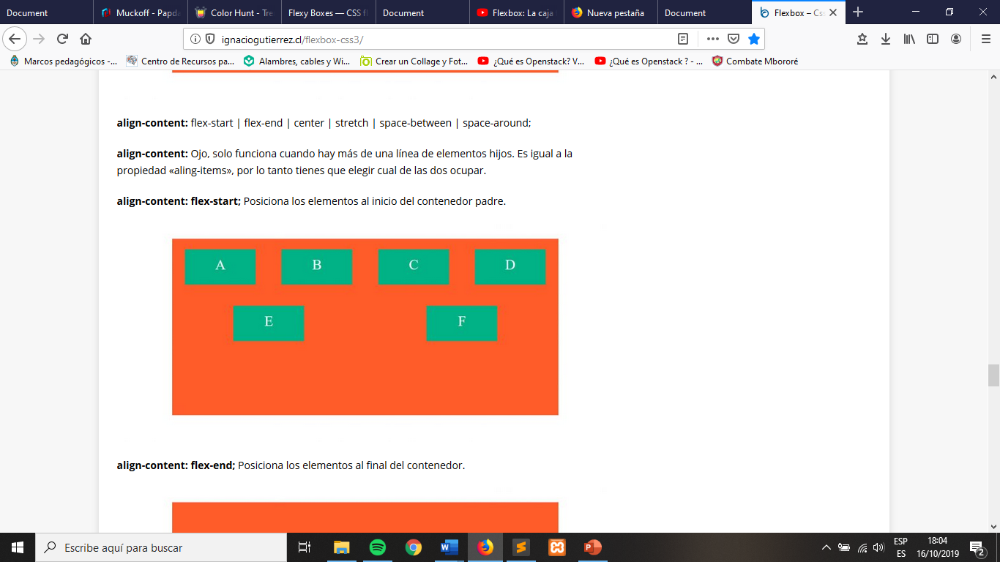 Document
Muckoff - Papda
Color Hunt - Tre
Flexy Boxes — CSS fl
Document
Flexbox: La caja
Nueva pestaña
Document
Flexbox – Css
ignaciogutierrez.cl/flexbox-css3/
Marcos pedagógicos -...
Centro de Recursos pa...
Alambres, cables y Wi...
Crear un Collage y Fot...
¿Qué es Openstack? V...
¿Qué es Openstack ? - ...
Combate Mbororé
align-content: flex-start | flex-end | center | stretch | space-between | space-around;
align-content: Ojo, solo funciona cuando hay más de una línea de elementos hijos. Es igual a la
propiedad «aling-items», por lo tanto tienes que elegir cual de las dos ocupar.
align-content: flex-start; Posiciona los elementos al inicio del contenedor padre.
A B C D
E F
align-content: flex-end; Posiciona los elementos al final del contenedor.
Escribe aquí para buscar
ESP
ES
18:04
16/10/2019
2